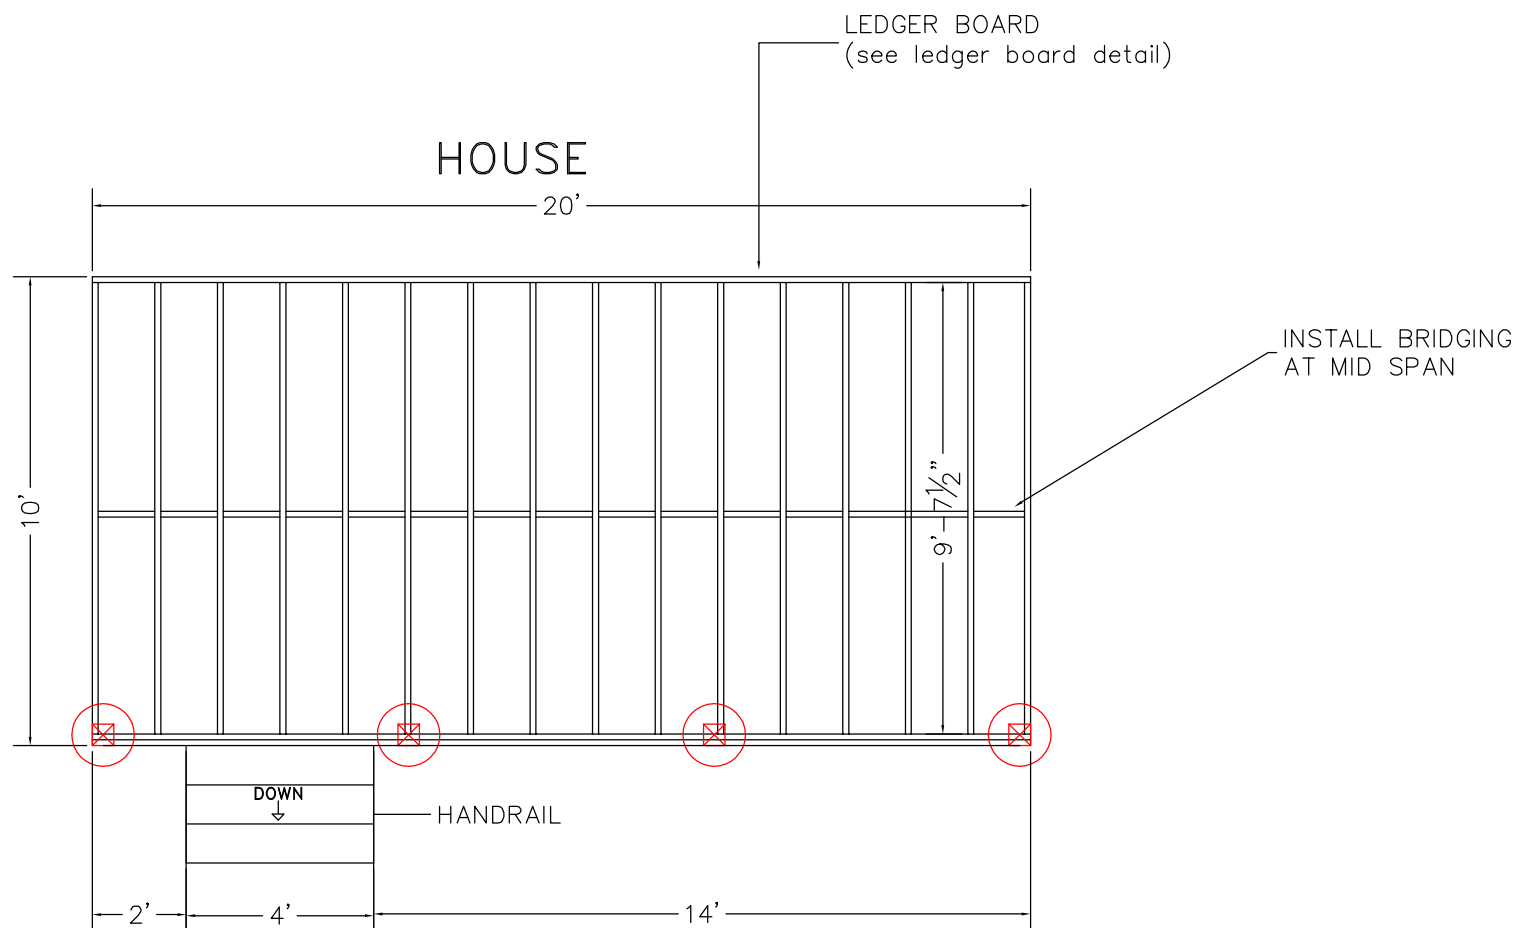 LEDGER BOARD
(see ledger board detail)
HOUSE
20'
INSTALL BRIDGING
AT MID SPAN
10'
9'-7½"
DOWN
HANDRAIL
2'
4'
14'